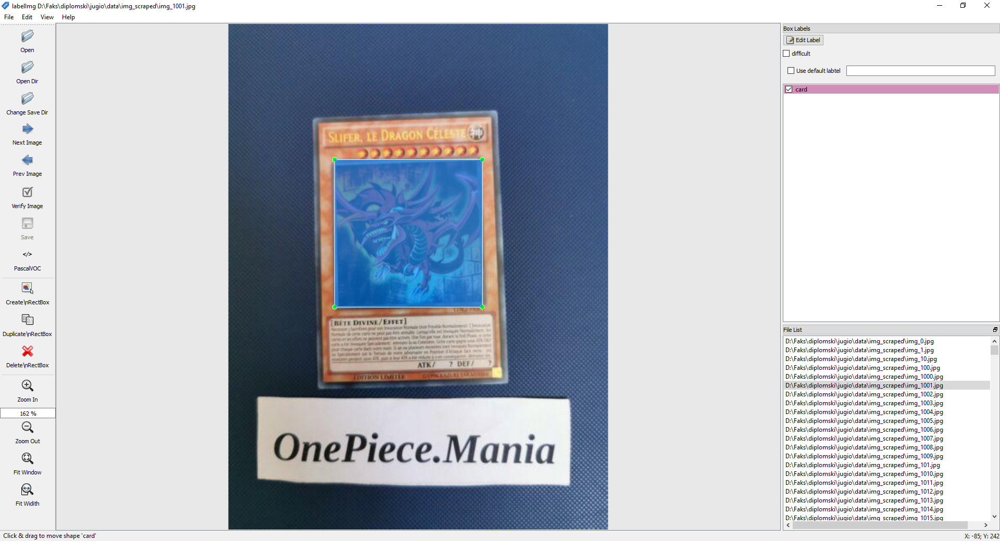 labelImg D:\Faks\diplomski\jugio\data\img_scraped\img_1001.jpg
File Edit View Help
Open
Open Dir
Change Save Dir
Next Image
Prev Image
Verify Image
Save
</>
PascalVOC
Create\nRectBox
Duplicate\nRectBox
Delete\nRectBox
Zoom In
162 %
Zoom Out
Fit Window
Fit Width
SLIFER, LE DRAGON CÉLESTE 神
[BÊTE DIVINE/EFFET]
ATK/ ? DEF/ ?
ÉDITION LIMITÉE
OnePiece.Mania
Box Labels
Edit Label
difficult
Use default labtel
card
File List
D:\Faks\diplomski\jugio\data\img_scraped\img_0.jpg
D:\Faks\diplomski\jugio\data\img_scraped\img_1.jpg
D:\Faks\diplomski\jugio\data\img_scraped\img_10.jpg
D:\Faks\diplomski\jugio\data\img_scraped\img_100.jpg
D:\Faks\diplomski\jugio\data\img_scraped\img_1000.jpg
D:\Faks\diplomski\jugio\data\img_scraped\img_1001.jpg
D:\Faks\diplomski\jugio\data\img_scraped\img_1002.jpg
D:\Faks\diplomski\jugio\data\img_scraped\img_1003.jpg
D:\Faks\diplomski\jugio\data\img_scraped\img_1004.jpg
D:\Faks\diplomski\jugio\data\img_scraped\img_1005.jpg
D:\Faks\diplomski\jugio\data\img_scraped\img_1006.jpg
D:\Faks\diplomski\jugio\data\img_scraped\img_1007.jpg
D:\Faks\diplomski\jugio\data\img_scraped\img_1008.jpg
D:\Faks\diplomski\jugio\data\img_scraped\img_1009.jpg
D:\Faks\diplomski\jugio\data\img_scraped\img_101.jpg
D:\Faks\diplomski\jugio\data\img_scraped\img_1010.jpg
D:\Faks\diplomski\jugio\data\img_scraped\img_1011.jpg
D:\Faks\diplomski\jugio\data\img_scraped\img_1012.jpg
D:\Faks\diplomski\jugio\data\img_scraped\img_1013.jpg
D:\Faks\diplomski\jugio\data\img_scraped\img_1014.jpg
D:\Faks\diplomski\jugio\data\img_scraped\img_1015.jpg
Click & drag to move shape 'card'
X: -85; Y: 242